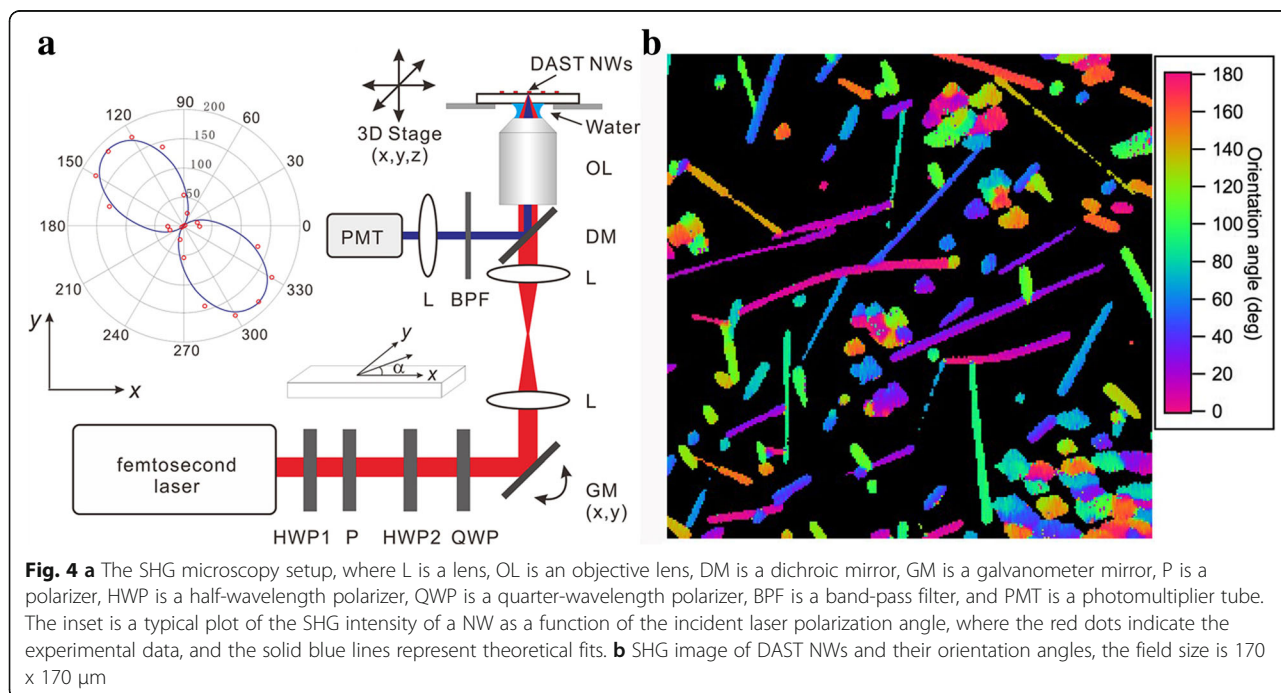 a
DAST NWs
Water
3D Stage
(x,y,z)
OL
DM
PMT
L
BPF
L
90
200
120
60
150
150
30
100
50
180
0
210
330
240
300
270
y
x
y
α
x
L
femtosecond
laser
GM
(x,y)
HWP1 P HWP2 QWP
b
180
160
140
120
100
80
60
40
20
0
Orientation angle (deg)
Fig. 4 a The SHG microscopy setup, where L is a lens, OL is an objective lens, DM is a dichroic mirror, GM is a galvanometer mirror, P is a
polarizer, HWP is a half-wavelength polarizer, QWP is a quarter-wavelength polarizer, BPF is a band-pass filter, and PMT is a photomultiplier tube.
The inset is a typical plot of the SHG intensity of a NW as a function of the incident laser polarization angle, where the red dots indicate the
experimental data, and the solid blue lines represent theoretical fits. b SHG image of DAST NWs and their orientation angles, the field size is 170
x 170 μm